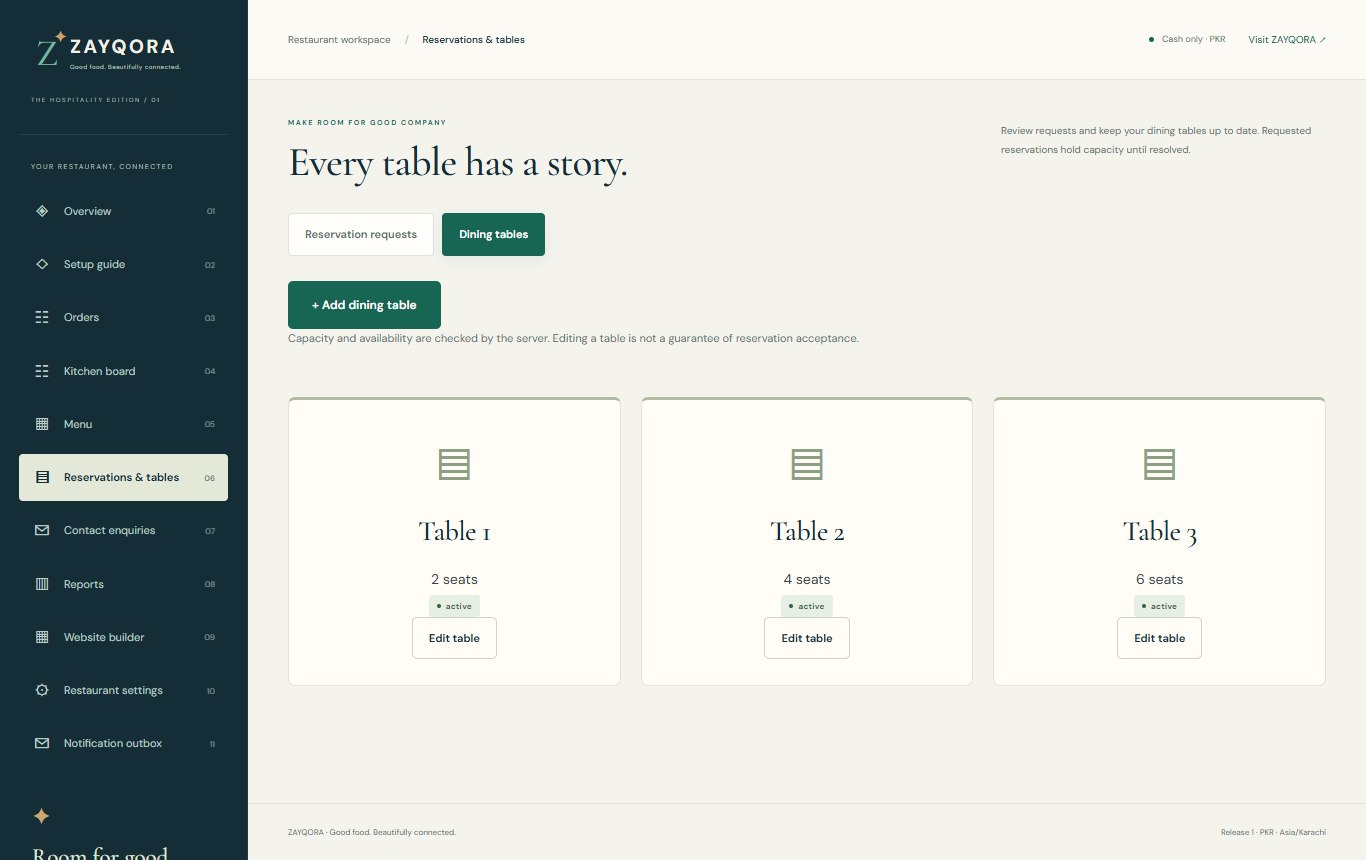 ZAYQORA
Good food. Beautifully connected.
THE HOSPITALITY EDITION / 01
YOUR RESTAURANT, CONNECTED
Overview 01
Setup guide 02
Orders 03
Kitchen board 04
Menu 05
Reservations & tables 06
Contact enquiries 07
Reports 08
Website builder 09
Restaurant settings 10
Notification outbox 11
Room for good
Restaurant workspace / Reservations & tables
Cash only · PKR
Visit ZAYQORA ↗
MAKE ROOM FOR GOOD COMPANY
Every table has a story.
Review requests and keep your dining tables up to date. Requested
reservations hold capacity until resolved.
Reservation requests
Dining tables
+ Add dining table
Capacity and availability are checked by the server. Editing a table is not a guarantee of reservation acceptance.
Table 1
2 seats
active
Edit table
Table 2
4 seats
active
Edit table
Table 3
6 seats
active
Edit table
ZAYQORA · Good food. Beautifully connected.
Release 1 · PKR · Asia/Karachi